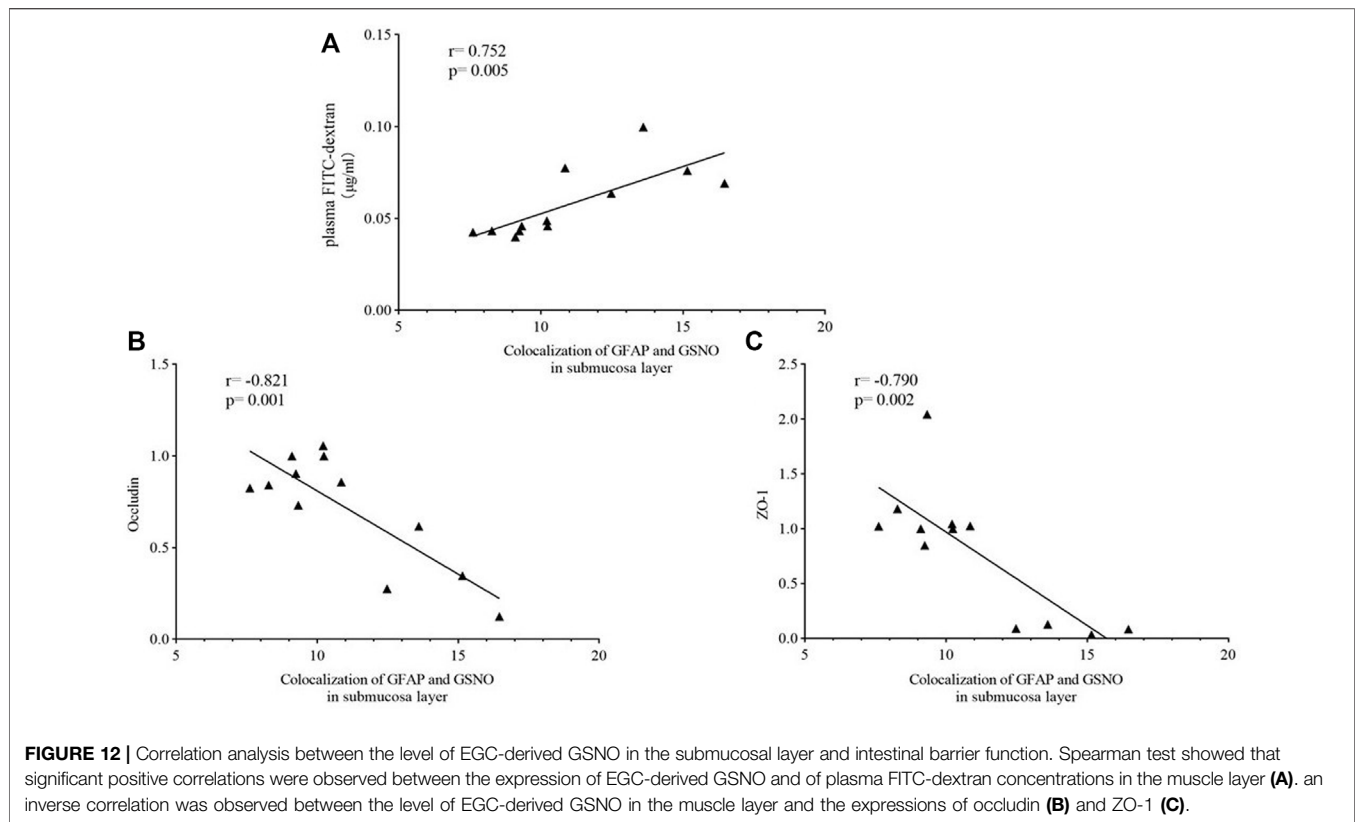 A
r= 0.752
p= 0.005
plasma FITC-dextran
(μg/ml)
0.15
0.10
0.05
0.00
5 10 15 20
Colocalization of GFAP and GSNO
in submucosa layer
B
r= -0.821
p= 0.001
Occludin
1.5
1.0
0.5
0.0
5 10 15 20
Colocalization of GFAP and GSNO
in submucosa layer
C
r= -0.790
p= 0.002
ZO-1
2.5
2.0
1.5
1.0
0.5
0.0
5 10 15 20
Colocalization of GFAP and GSNO
in submucosa layer
FIGURE 12 | Correlation analysis between the level of EGC-derived GSNO in the submucosal layer and intestinal barrier function. Spearman test showed that
significant positive correlations were observed between the expression of EGC-derived GSNO and of plasma FITC-dextran concentrations in the muscle layer (A). an
inverse correlation was observed between the level of EGC-derived GSNO in the muscle layer and the expressions of occludin (B) and ZO-1 (C).